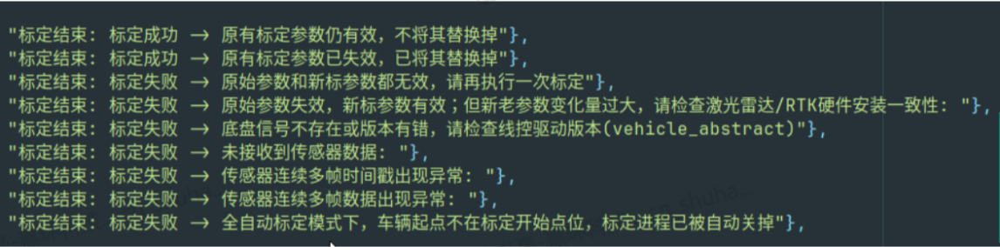 "标定结束: 标定成功 -> 原有标定参数仍有效，不将其替换掉"},
"标定结束: 标定成功 -> 原有标定参数已失效，已将其替换掉"},
"标定结束: 标定失败 -> 原始参数和新标参数都无效，请再执行一次标定"},
"标定结束: 标定失败 -> 原始参数失效，新标参数有效；但新老参数变化量过大，请检查激光雷达/RTK硬件安装一致性: "},
"标定结束: 标定失败 -> 底盘信号不存在或版本有错，请检查线控驱动版本(vehicle_abstract)"},
"标定结束: 标定失败 -> 未接收到传感器数据: "},
"标定结束: 标定失败 -> 传感器连续多帧时间戳出现异常: "},
"标定结束: 标定失败 -> 传感器连续多帧数据出现异常: "},
"标定结束: 标定失败 -> 全自动标定模式下，车辆起点不在标定开始点位，标定进程已被自动关掉"},